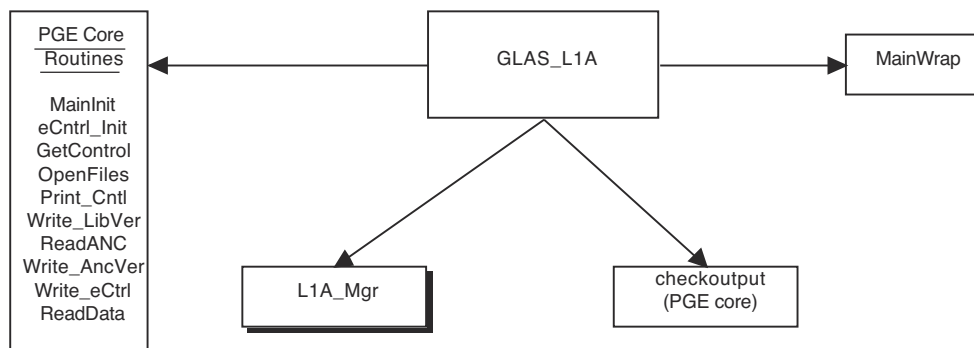 PGE Core
Routines
MainInit
eCntrl_Init
GetControl
OpenFiles
Print_Cntl
Write_LibVer
ReadANC
Write_AncVer
Write_eCtrl
ReadData
GLAS_L1A
MainWrap
L1A_Mgr
checkoutput
(PGE core)